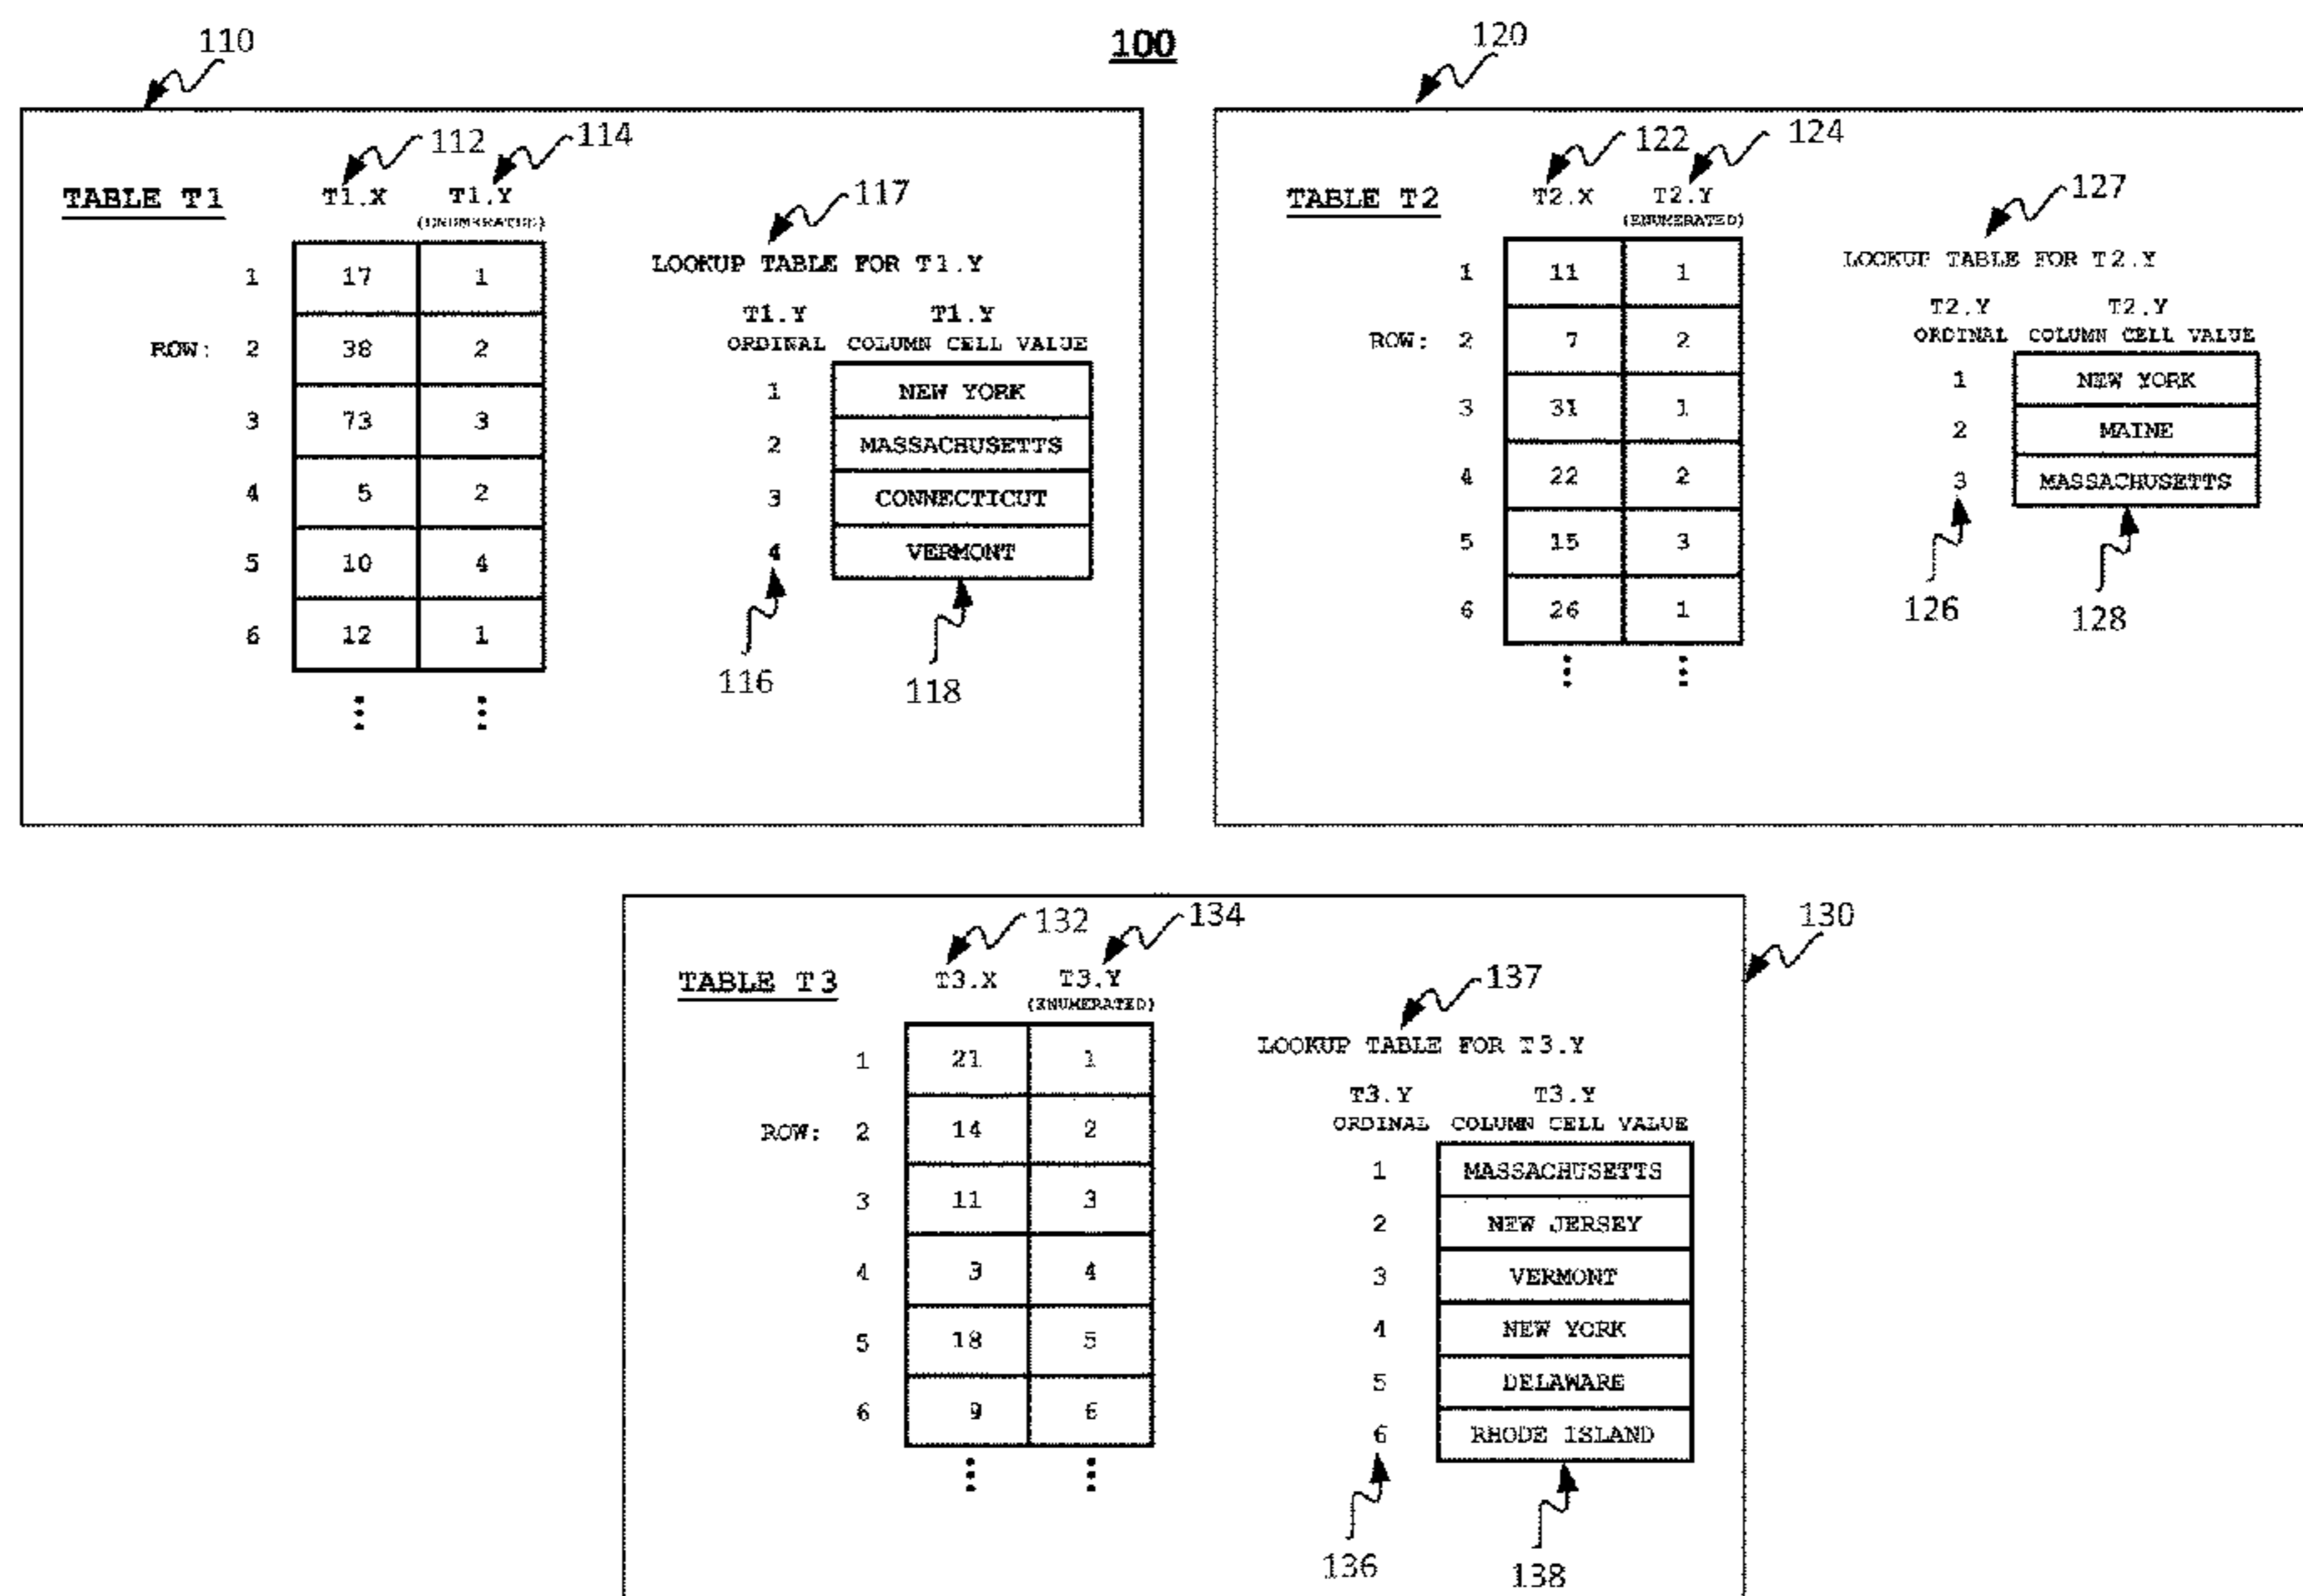 100
110
112 114
TABLE T1 T1.X T1.Y
(ENUMERATED)
117
LOOKUP TABLE FOR T1.Y
T1.Y T1.Y
ORDINAL COLUMN CELL VALUE
1 17 1
ROW: 2 38 2
3 73 3
4 5 2
5 10 4
6 12 1
1 NEW YORK
2 MASSACHUSETTS
3 CONNECTICUT
4 VERMONT
116 118
120
122 124
TABLE T2 T2.X T2.Y
(ENUMERATED)
127
LOOKUP TABLE FOR T2.Y
T2.Y T2.Y
ORDINAL COLUMN CELL VALUE
1 11 1
ROW: 2 7 2
3 31 1
4 22 2
5 15 3
6 26 1
1 NEW YORK
2 MAINE
3 MASSACHUSETTS
126 128
130
132 134
TABLE T3 T3.X T3.Y
(ENUMERATED)
137
LOOKUP TABLE FOR T3.Y
T3.Y T3.Y
ORDINAL COLUMN CELL VALUE
1 21 1
ROW: 2 14 2
3 11 3
4 3 4
5 18 5
6 9 6
1 MASSACHUSETTS
2 NEW JERSEY
3 VERMONT
4 NEW YORK
5 DELAWARE
6 RHODE ISLAND
136 138